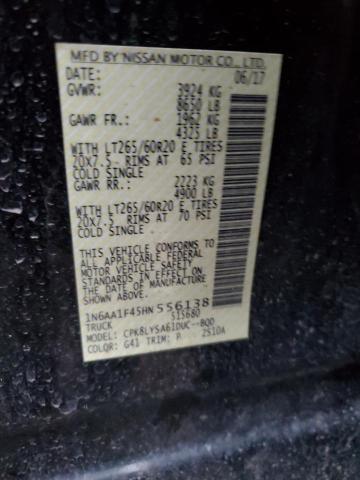 MFD BY NISSAN MOTOR CO., LTD.
DATE: 06/17
GVWR: 3924 KG
8650 LB
GAWR FR.: 1962 KG
4325 LB
WITH LT265/60R20 E TIRES
20X7.5 RIMS AT 65 PSI
COLD SINGLE
GAWR RR.: 2223 KG
4900 LB
WITH LT265/60R20 E TIRES
20X7.5 RIMS AT 70 PSI
COLD SINGLE
THIS VEHICLE CONFORMS TO
ALL APPLICABLE FEDERAL
MOTOR VEHICLE SAFETY
STANDARDS IN EFFECT ON
THE DATE OF MANUFACTURE
SHOWN ABOVE.
1N6AA1F45HN556138
TRUCK 515680
MODEL: CPK8LYSA61DUC--BOO
COLOR: G41 TRIM: P 2510A